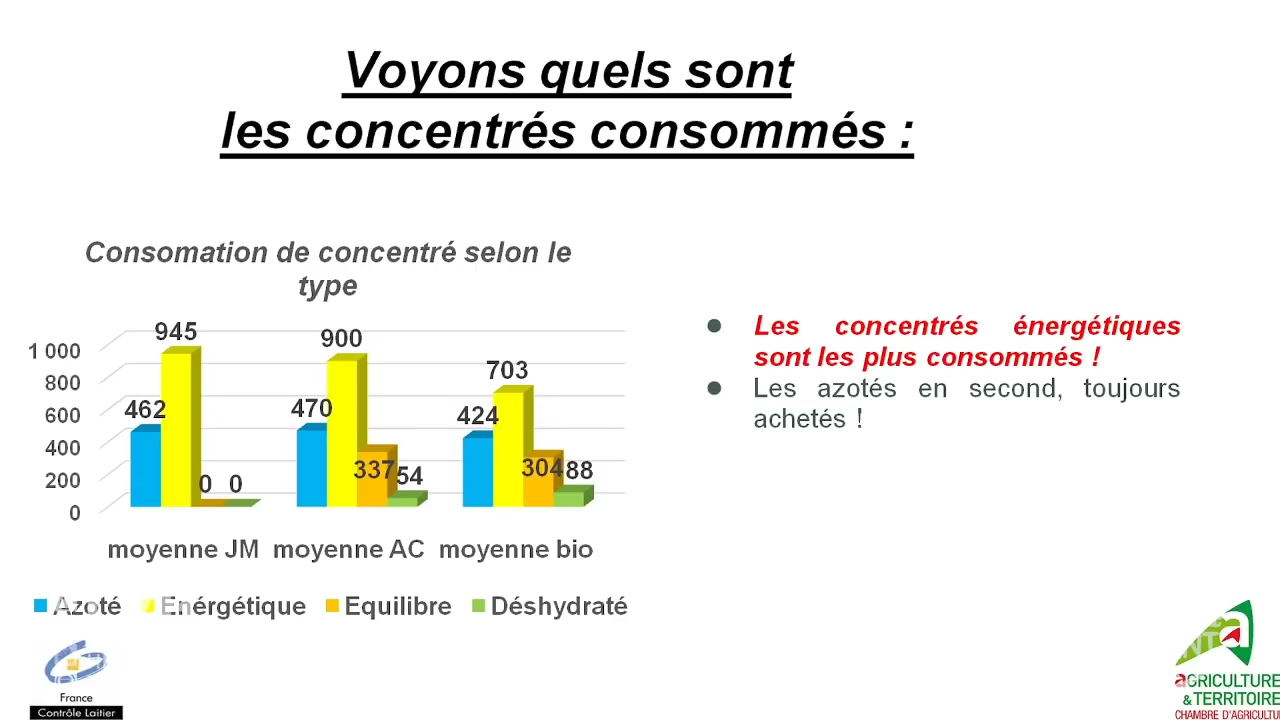 Voyons quels sont
les concentrés consommés :
Consomation de concentré selon le
type
1 000
800
600
400
200
0
462
945
0
0
470
900
337
54
424
703
304
88
moyenne JM
moyenne AC
moyenne bio
Azoté
Enérgétique
Equilibre
Déshydraté
● Les concentrés énergétiques
sont les plus consommés !
● Les azotés en second, toujours
achetés !
France
Contrôle Laitier
a
AGRICULTURE
& TERRITOIRE
CHAMBRE D'AGRICULTU